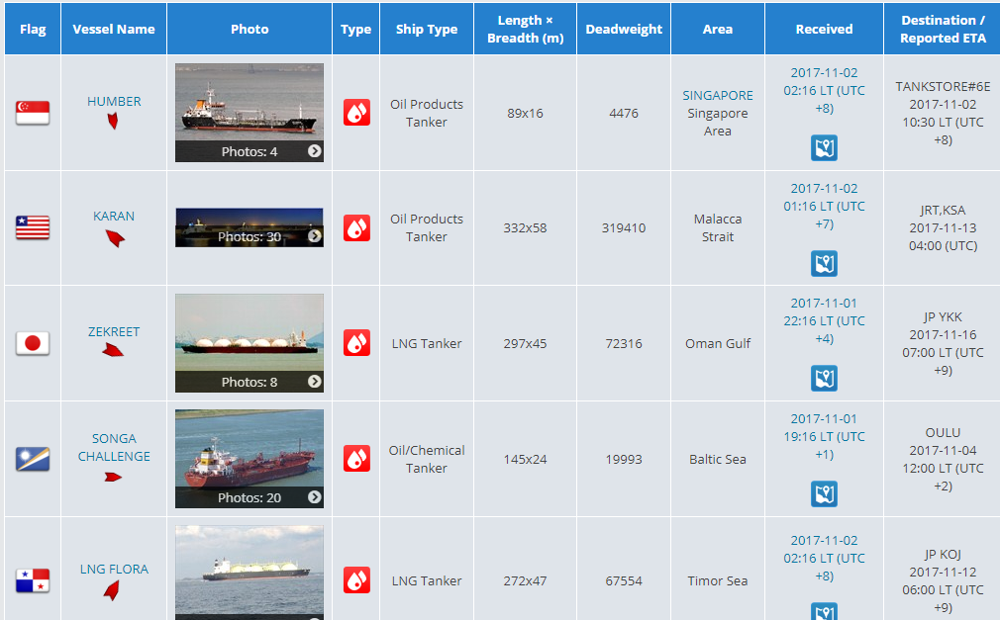 Flag
Vessel Name
Photo
Type
Ship Type
Length ×
Breadth (m)
Deadweight
Area
Received
Destination /
Reported ETA
HUMBER
Photos: 4
Oil Products
Tanker
89x16
4476
SINGAPORE
Singapore
Area
2017-11-02
02:16 LT (UTC
+8)
TANKSTORE#6E
2017-11-02
10:30 LT (UTC
+8)
KARAN
Photos: 30
Oil Products
Tanker
332x58
319410
Malacca
Strait
2017-11-02
01:16 LT (UTC
+7)
JRT,KSA
2017-11-13
04:00 (UTC)
ZEKREET
Photos: 8
LNG Tanker
297x45
72316
Oman Gulf
2017-11-01
22:16 LT (UTC
+4)
JP YKK
2017-11-16
07:00 LT (UTC
+9)
SONGA
CHALLENGE
Photos: 20
Oil/Chemical
Tanker
145x24
19993
Baltic Sea
2017-11-01
19:16 LT (UTC
+1)
OULU
2017-11-04
12:00 LT (UTC
+2)
LNG FLORA
LNG Tanker
272x47
67554
Timor Sea
2017-11-02
02:16 LT (UTC
+8)
JP KOJ
2017-11-12
06:00 LT (UTC
+9)